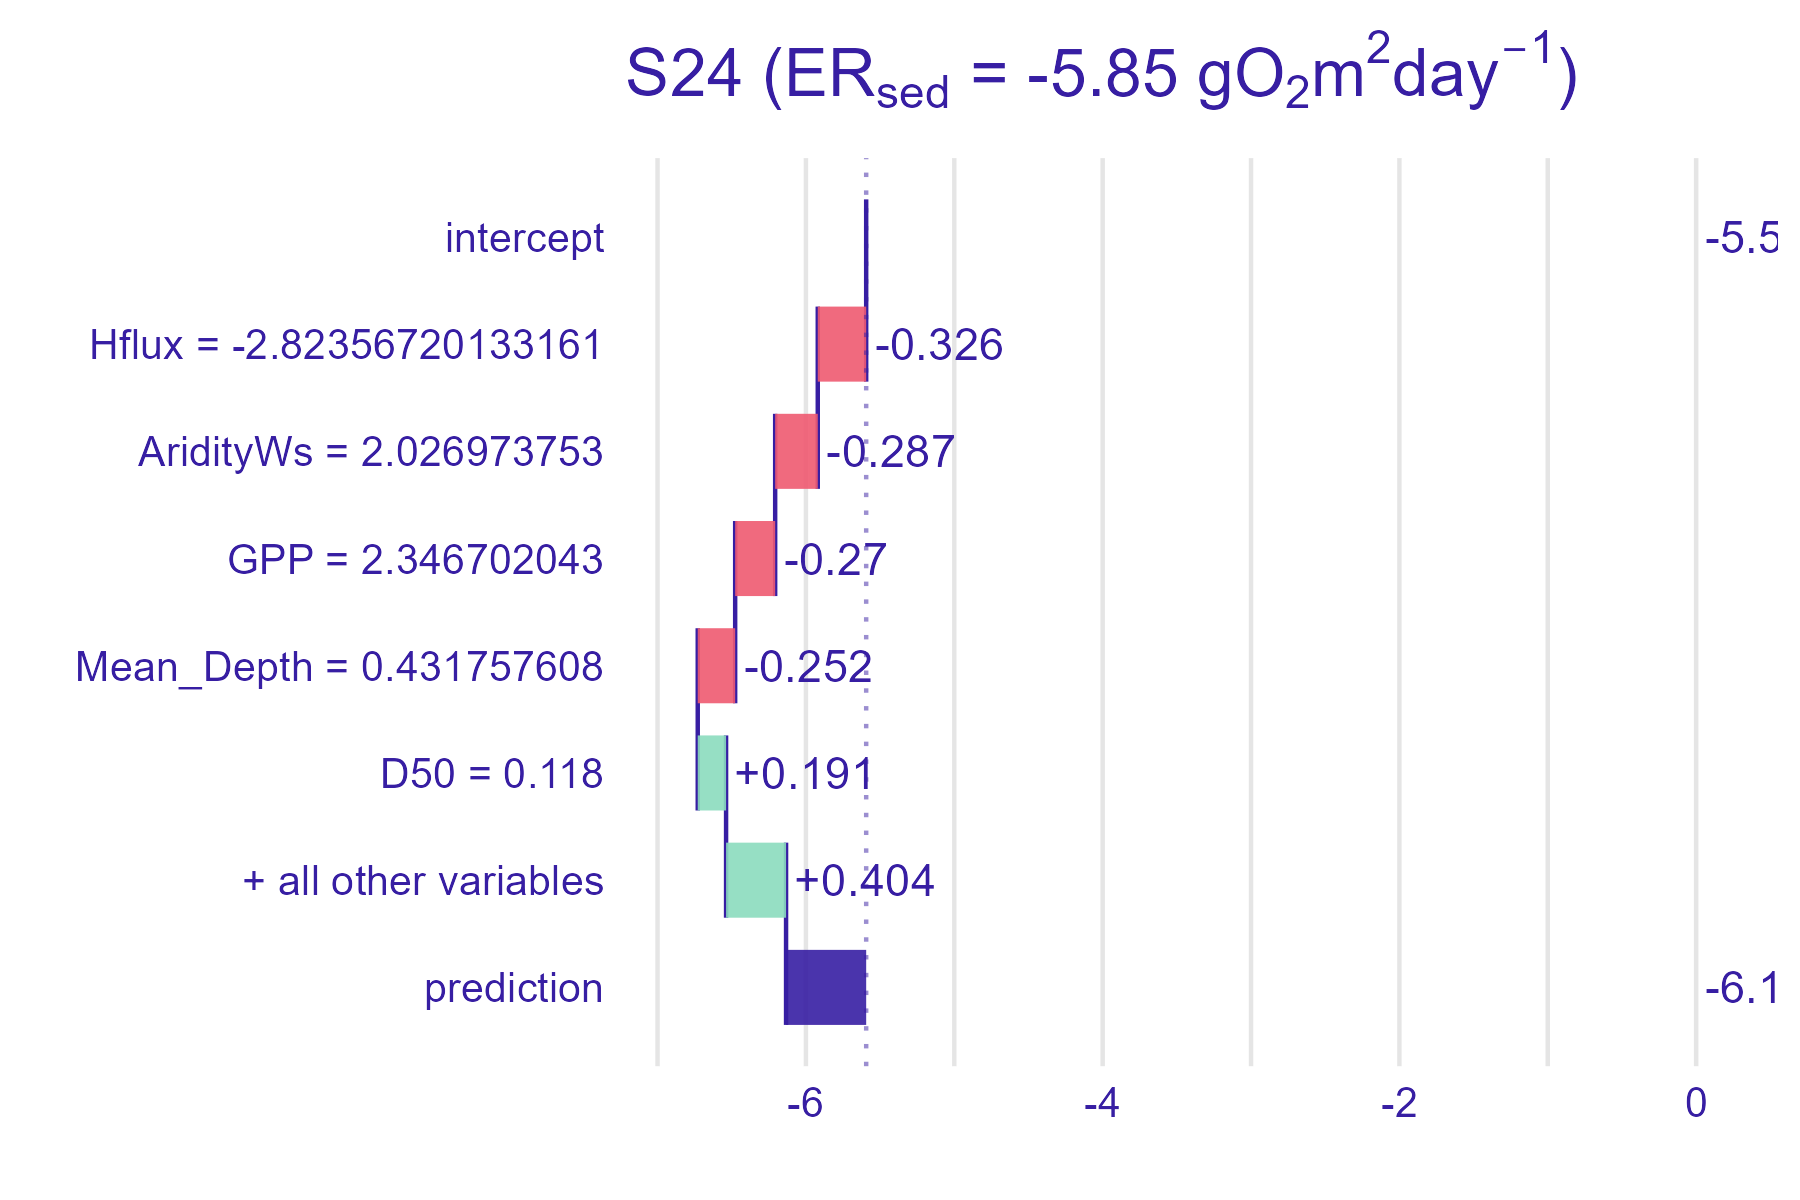 S24 (ERsed = -5.85 gO₂m²day⁻¹)
intercept -5.5
Hflux = -2.82356720133161 -0.326
AridityWs = 2.026973753 -0.287
GPP = 2.346702043 -0.27
Mean_Depth = 0.431757608 -0.252
D50 = 0.118 +0.191
+ all other variables +0.404
prediction -6.1
-6 -4 -2 0